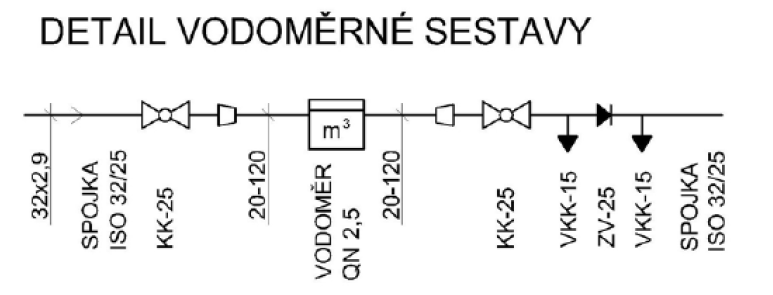 DETAIL VODOMĚRNÉ SESTAVY
m³
32x2,9
SPOJKA
ISO 32/25
KK-25
20-120
VODOMĚR
QN 2,5
20-120
KK-25
VKK-15
ZV-25
VKK-15
SPOJKA
ISO 32/25